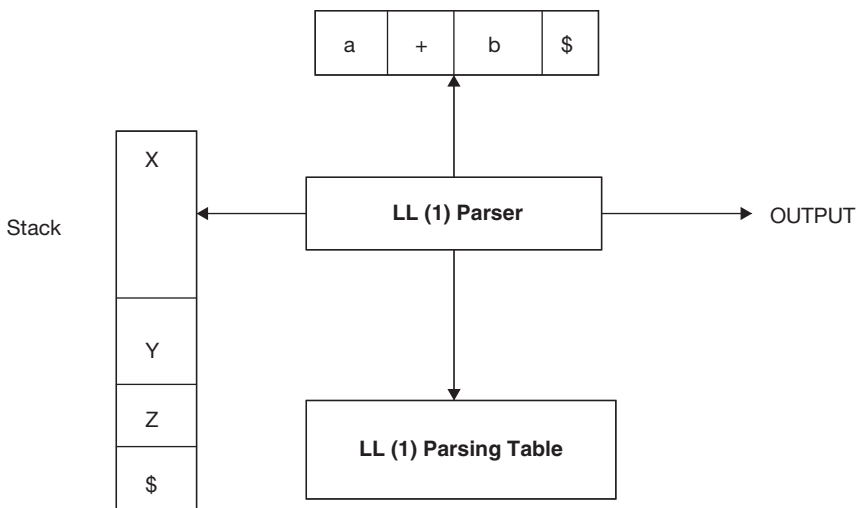 a + b $
X
LL (1) Parser
Stack
OUTPUT
Y
Z
LL (1) Parsing Table
$